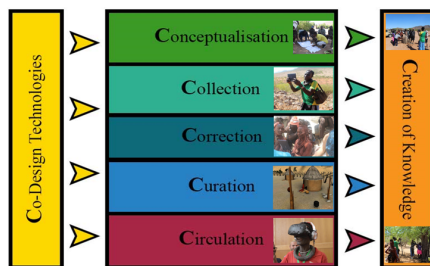 Co-Design Technologies
Conceptualisation
Collection
Correction
Curation
Circulation
Creation of Knowledge